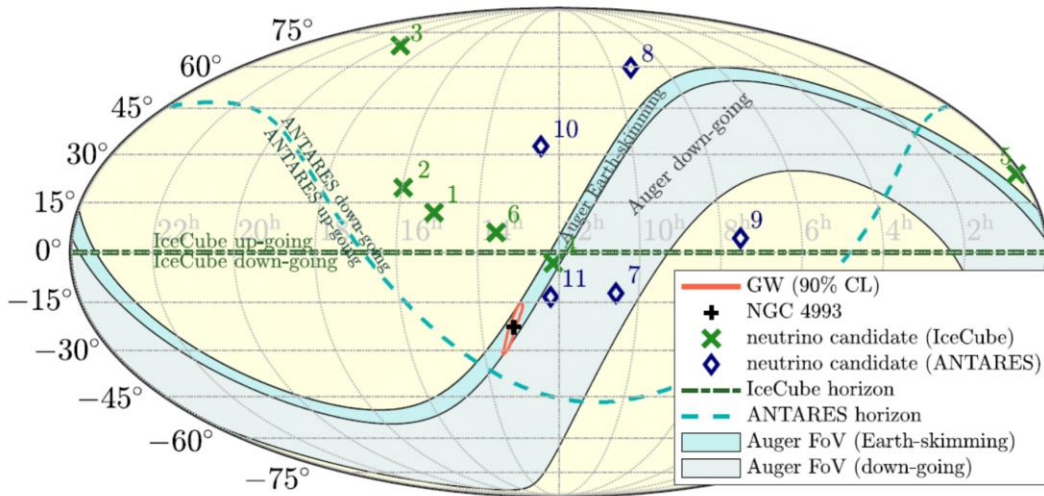 75°
60°
45°
30°
15°
0°
−15°
−30°
−45°
−60°
−75°
3
8
10
5
2
1
6
9
11
7
22h
20h
16h
12h
10h
8h
6h
4h
2h
ANTARES down-going
ANTARES up-going
Auger Earth-skimming
Auger down-going
IceCube up-going
IceCube down-going
GW (90% CL)
NGC 4993
neutrino candidate (IceCube)
neutrino candidate (ANTARES)
IceCube horizon
ANTARES horizon
Auger FoV (Earth-skimming)
Auger FoV (down-going)